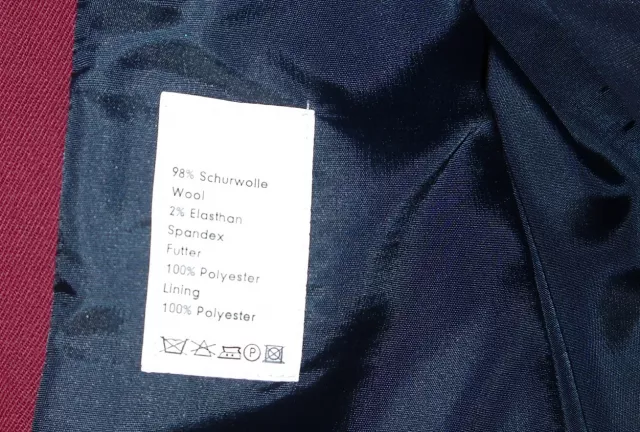 98% Schurwolle
Wool
2% Elasthan
Spandex
Futter
100% Polyester
Lining
100% Polyester
P